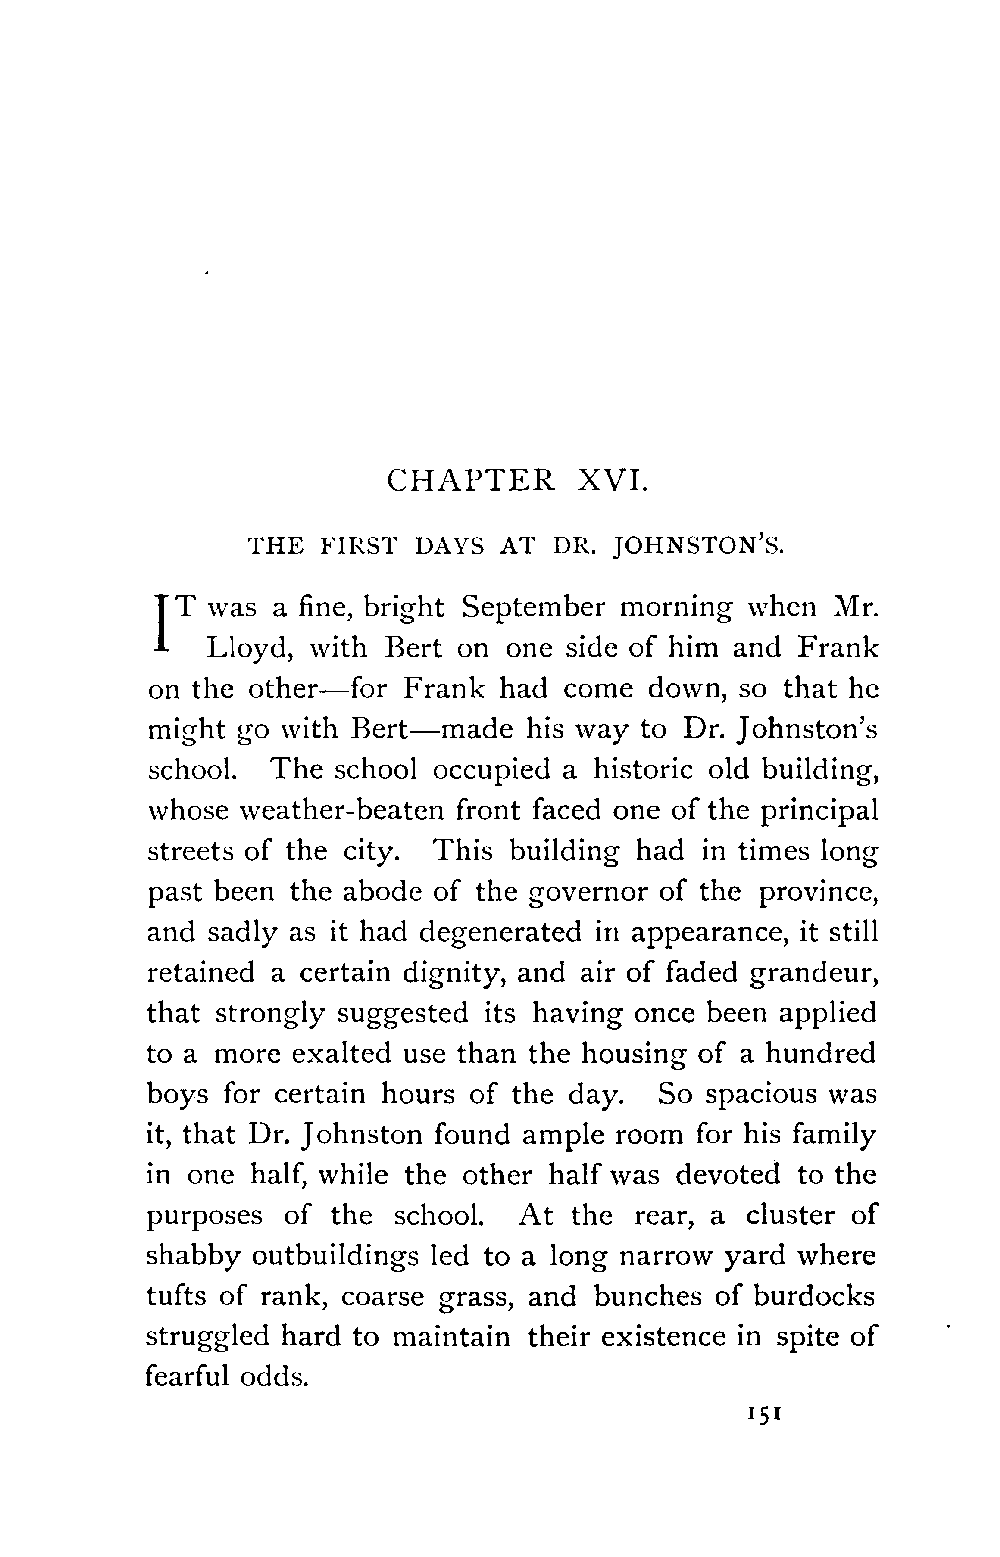 CHAPTER XVI.
THE FIRST DAYS AT DR. JOHNSTON'S.
IT was a fine, bright September morning when Mr.
Lloyd, with Bert on one side of him and Frank
on the other—for Frank had come down, so that he
might go with Bert—made his way to Dr. Johnston's
school. The school occupied a historic old building,
whose weather-beaten front faced one of the principal
streets of the city. This building had in times long
past been the abode of the governor of the province,
and sadly as it had degenerated in appearance, it still
retained a certain dignity, and air of faded grandeur,
that strongly suggested its having once been applied
to a more exalted use than the housing of a hundred
boys for certain hours of the day. So spacious was
it, that Dr. Johnston found ample room for his family
in one half, while the other half was devoted to the
purposes of the school. At the rear, a cluster of
shabby outbuildings led to a long narrow yard where
tufts of rank, coarse grass, and bunches of burdocks
struggled hard to maintain their existence in spite of
fearful odds.
151